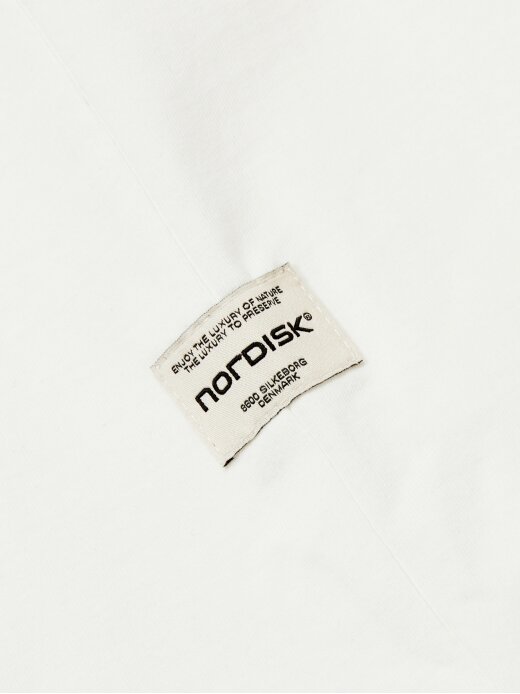 ENJOY THE LUXURY OF NATURE
THE LUXURY TO PRESERVE
norDISK®
8600 SILKEBORG
DENMARK